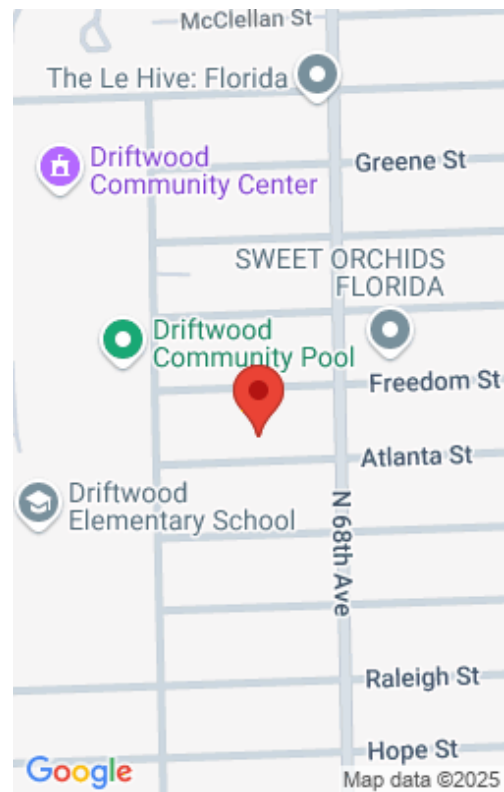 McClellan St
The Le Hive: Florida
Greene St
Driftwood
Community Center
SWEET ORCHIDS
FLORIDA
Driftwood
Community Pool
Freedom St
Atlanta St
Driftwood
Elementary School
N 68th Ave
Raleigh St
Hope St
Google
Map data ©2025